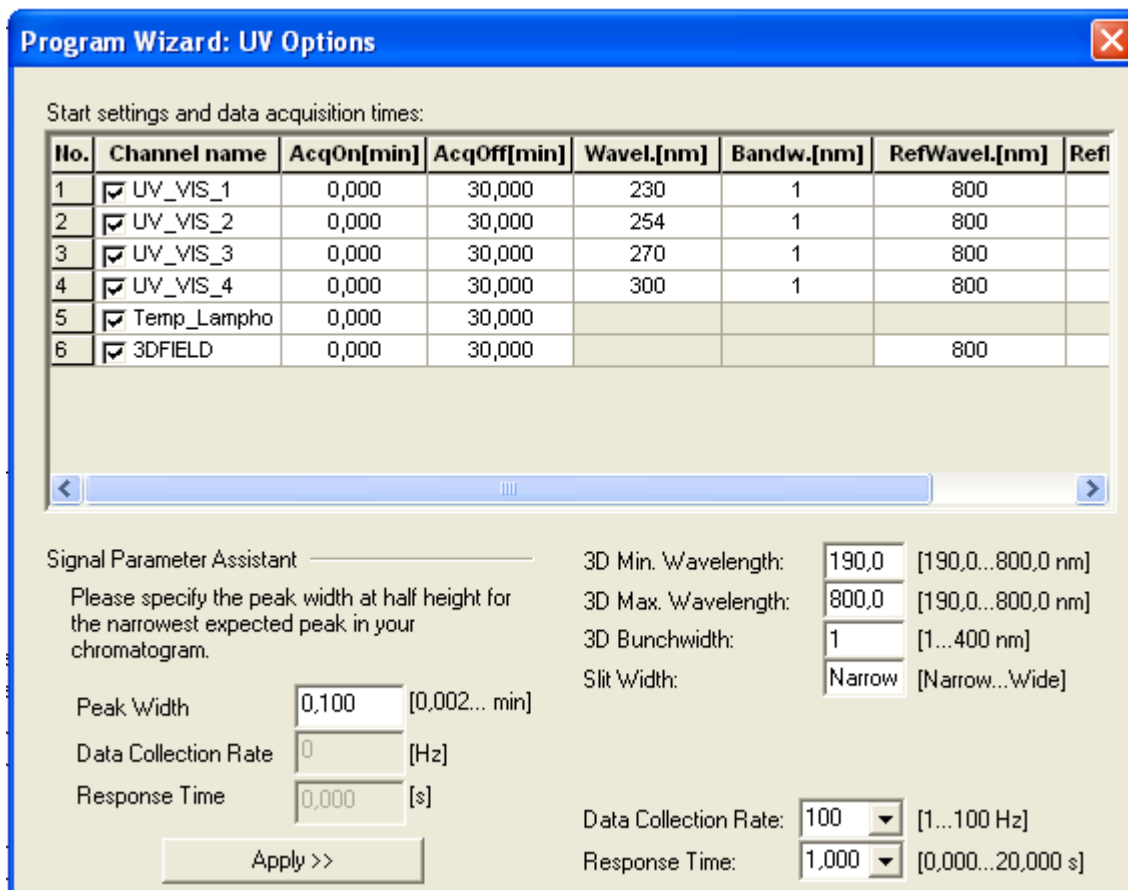 Program Wizard: UV Options
Start settings and data acquisition times:
No. Channel name AcqOn[min] AcqOff[min] Wavel.[nm] Bandw.[nm] RefWavel.[nm]
1 UV_VIS_1 0,000 30,000 230 1 800
2 UV_VIS_2 0,000 30,000 254 1 800
3 UV_VIS_3 0,000 30,000 270 1 800
4 UV_VIS_4 0,000 30,000 300 1 800
5 Temp_Lampho 0,000 30,000
6 3DFIELD 0,000 30,000 800
Signal Parameter Assistant
Please specify the peak width at half height for
the narrowest expected peak in your
chromatogram.
Peak Width 0,100 [0,002... min]
Data Collection Rate 0 [Hz]
Response Time 0,000 [s]
Apply >>
3D Min. Wavelength: 190,0 [190,0...800,0 nm]
3D Max. Wavelength: 800,0 [190,0...800,0 nm]
3D Bunchwidth: 1 [1...400 nm]
Slit Width: Narrow [Narrow...Wide]
Data Collection Rate: 100 [1...100 Hz]
Response Time: 1,000 [0,000...20,000 s]